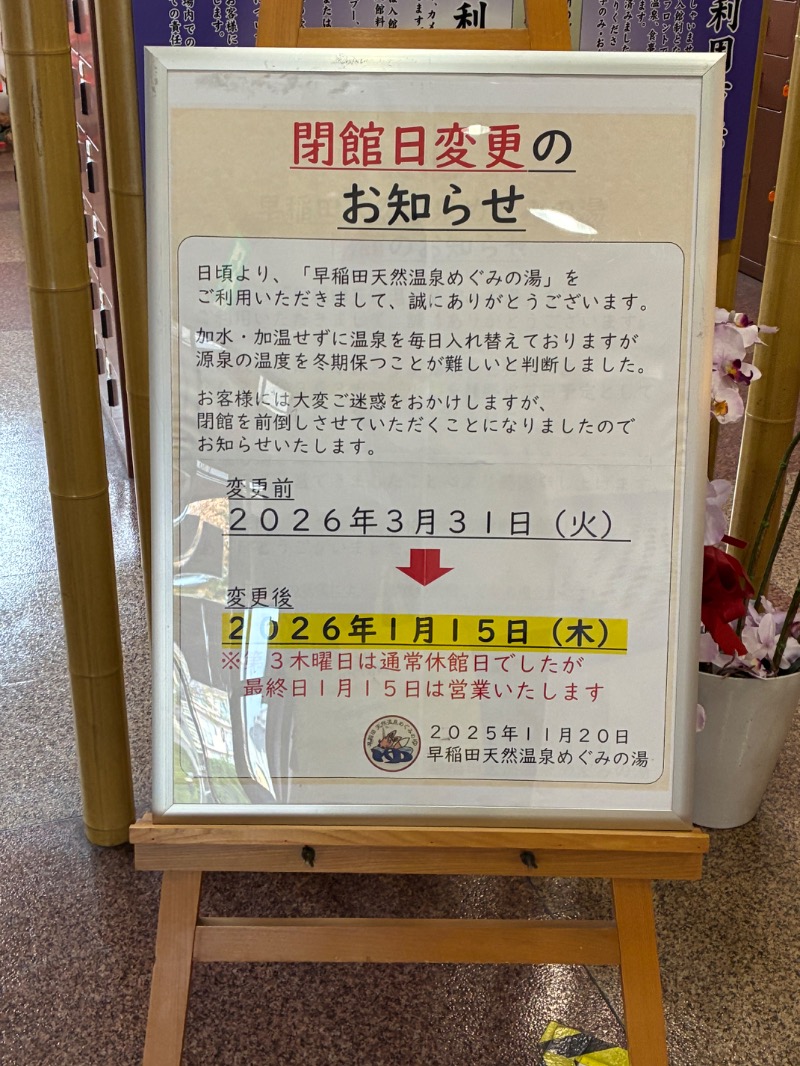 閉館日変更の
お知らせ
日頃より、「早稲田天然温泉めぐみの湯」を
ご利用いただきまして、誠にありがとうございます。
加水・加温せずに温泉を毎日入れ替えておりますが
源泉の温度を冬期保つことが難しいと判断しました。
お客様には大変ご迷惑をおかけしますが、
閉館を前倒しさせていただくことになりましたので
お知らせいたします。
変更前
２０２６年３月３１日（火）
変更後
２０２６年１月１５日（木）
※第３木曜日は通常休館日でしたが
最終日１月１５日は営業いたします
２０２５年１１月２０日
早稲田天然温泉めぐみの湯